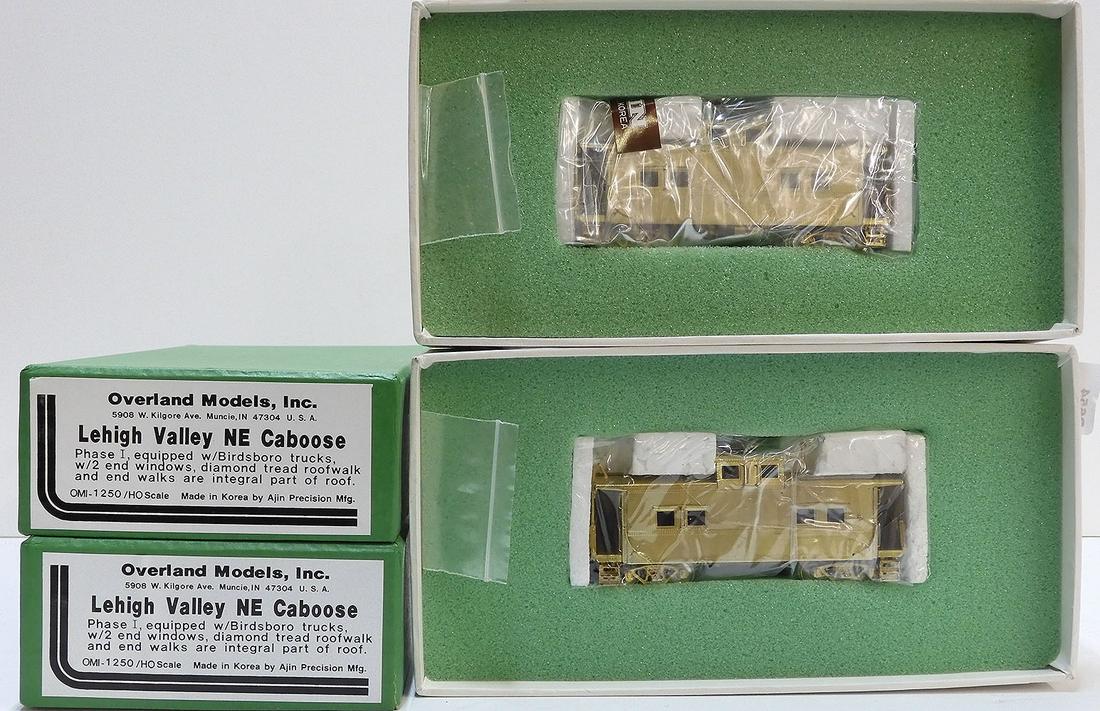 IN
KOREA
Overland Models, Inc.
5908 W. Kilgore Ave. Muncie, IN 47304 U. S. A.
Lehigh Valley NE Caboose
Phase I, equipped w/Birdsboro trucks,
w/2 end windows, diamond tread roofwalk
and end walks are integral part of roof.
OMI-1250/HO Scale Made in Korea by Ajin Precision Mfg.
Overland Models, Inc.
5908 W. Kilgore Ave. Muncie, IN 47304 U. S. A.
Lehigh Valley NE Caboose
Phase I, equipped w/Birdsboro trucks,
w/2 end windows, diamond tread roofwalk
and end walks are integral part of roof.
OMI-1250/HO Scale Made in Korea by Ajin Precision Mfg.